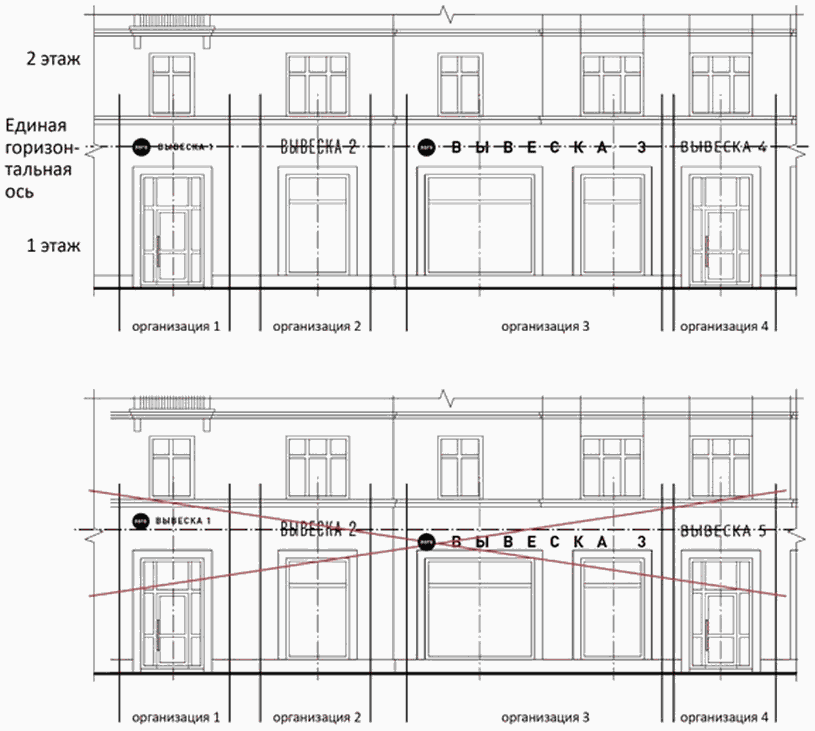 2 этаж
Единая
горизон-
тальная
ось
ЛОГО ВЫВЕСКА 1
ВЫВЕСКА 2
ЛОГО ВЫВЕСКА 3
ВЫВЕСКА 4
1 этаж
организация 1
организация 2
организация 3
организация 4
ЛОГО ВЫВЕСКА 1
ВЫВЕСКА 2
ЛОГО ВЫВЕСКА 3
ВЫВЕСКА 5
организация 1
организация 2
организация 3
организация 4